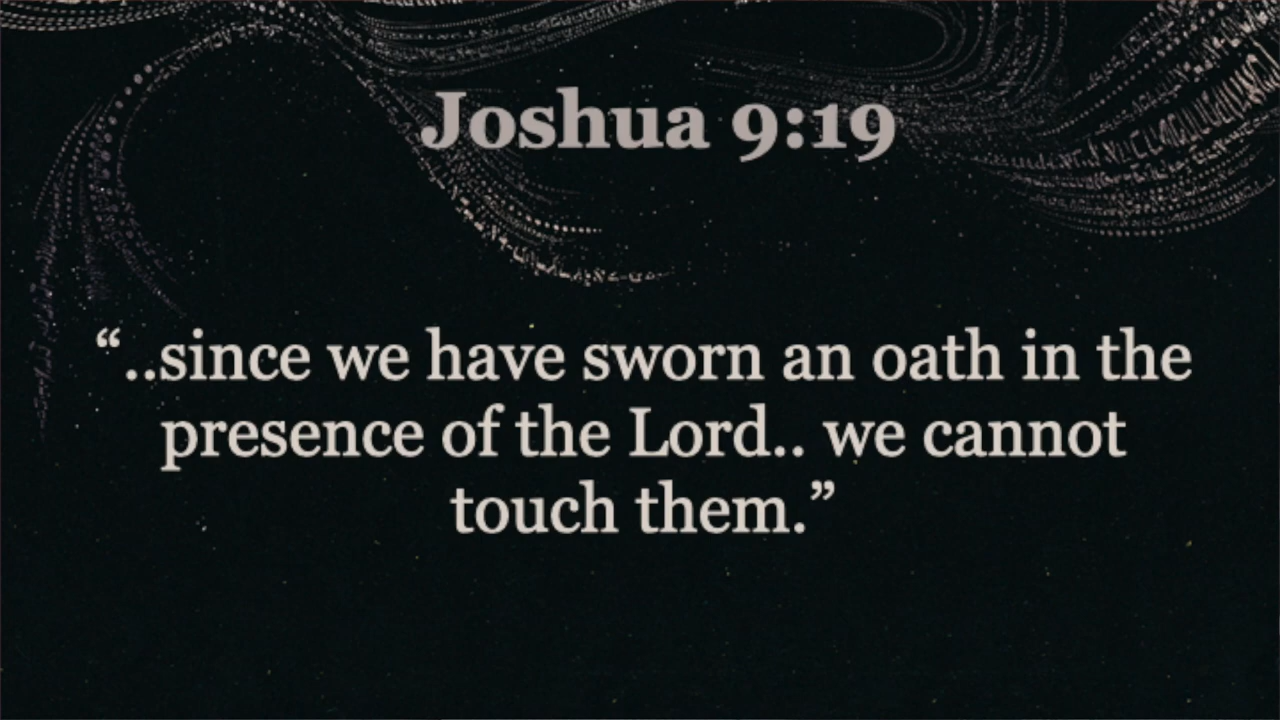 Joshua 9:19
“..since we have sworn an oath in the
presence of the Lord.. we cannot
touch them.”